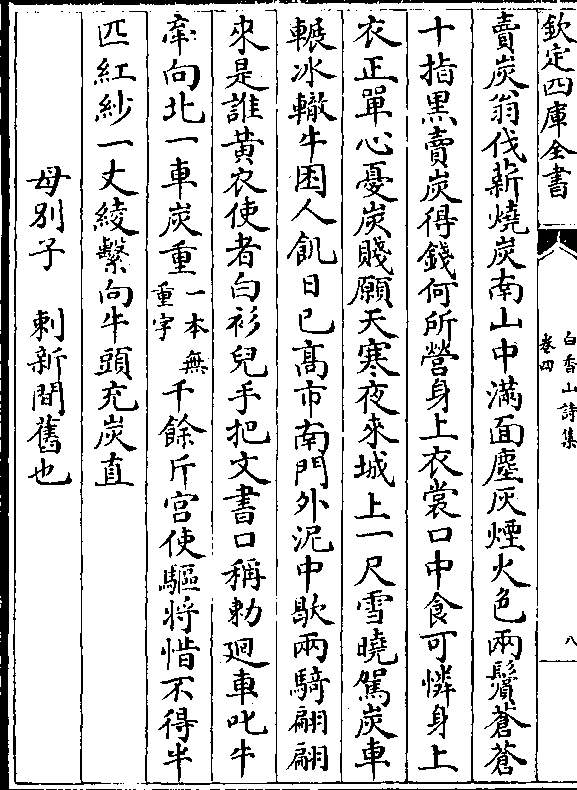 欽定四庫全書
白香山詩集
卷四
八
賣炭翁伐薪燒炭南山中滿面塵灰煙火色兩鬢蒼蒼
十指黑賣炭得錢何所營身上衣裳口中食可憐身上
衣正單心憂炭賤願天寒夜來城上一尺雪曉駕炭車
輾冰轍牛困人飢日已髙市南門外泥中歇兩騎翩翩
來是誰黄衣使者白衫兒手把文書口稱勅廻車叱牛
牽向北一車炭重一本無重字千餘斤宫使驅將惜不得半
匹紅紗一丈綾繫向牛頭充炭直
母別子　刺新間舊也